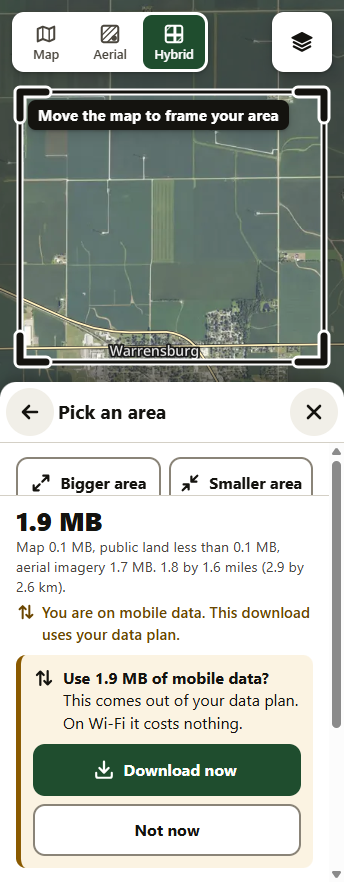 Map
Aerial
Hybrid
Move the map to frame your area
Warrensburg
Pick an area
Bigger area
Smaller area
1.9 MB
Map 0.1 MB, public land less than 0.1 MB,
aerial imagery 1.7 MB. 1.8 by 1.6 miles (2.9 by
2.6 km).
You are on mobile data. This download
uses your data plan.
Use 1.9 MB of mobile data?
This comes out of your data plan.
On Wi-Fi it costs nothing.
Download now
Not now